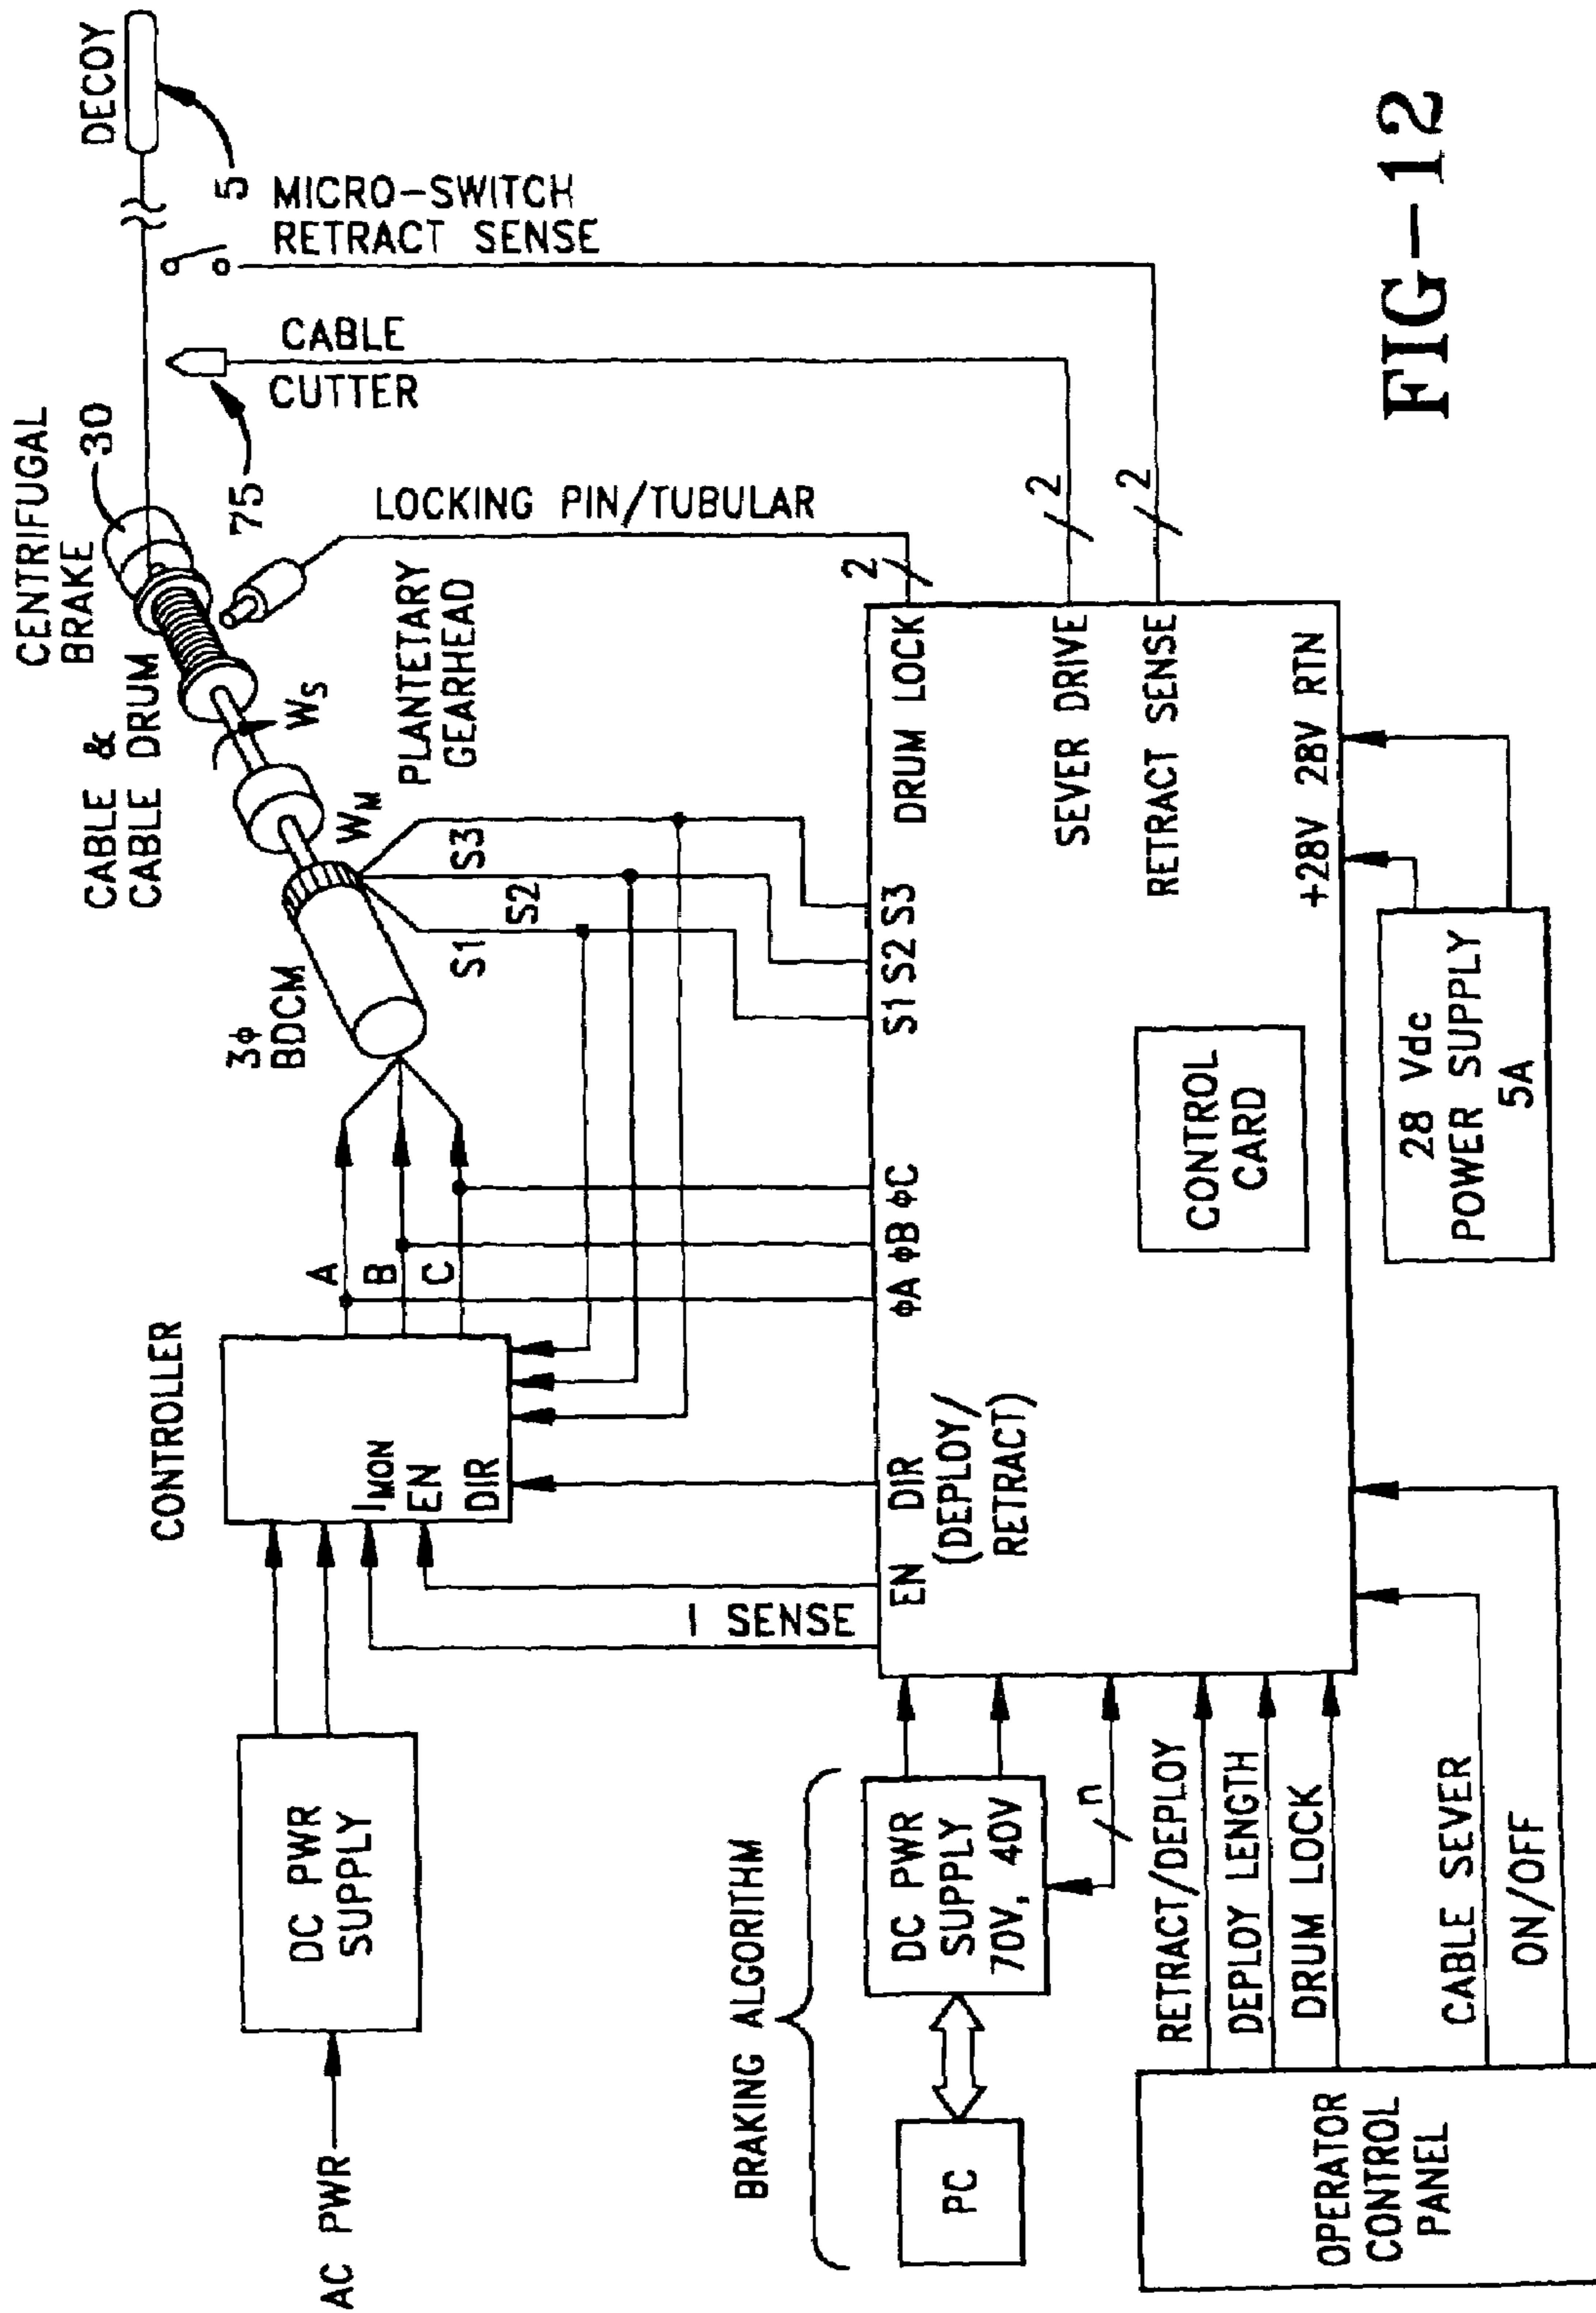 AC PWR
DC PWR
SUPPLY
CONTROLLER
I MON
EN
DIR
A
B
C
3ϕ
BDCM
CABLE &
CABLE DRUM
CENTRIFUGAL
BRAKE
30
DECOY
5
WM
WS
S1
S2
S3
PLANTETARY
GEARHEAD
75
LOCKING PIN/TUBULAR
CABLE
CUTTER
MICRO-SWITCH
RETRACT SENSE
2
2
2
BRAKING ALGORITHM
PC
DC PWR
SUPPLY
70V, 40V
n
I SENSE
EN
DIR
(DEPLOY/
RETRACT)
ϕA ϕB ϕC
S1 S2 S3
DRUM LOCK
SEVER DRIVE
RETRACT SENSE
CONTROL
CARD
+28V 28V RTN
28 Vdc
POWER SUPPLY
5A
OPERATOR
CONTROL
PANEL
RETRACT/DEPLOY
DEPLOY LENGTH
DRUM LOCK
CABLE SEVER
ON/OFF
FIG-12